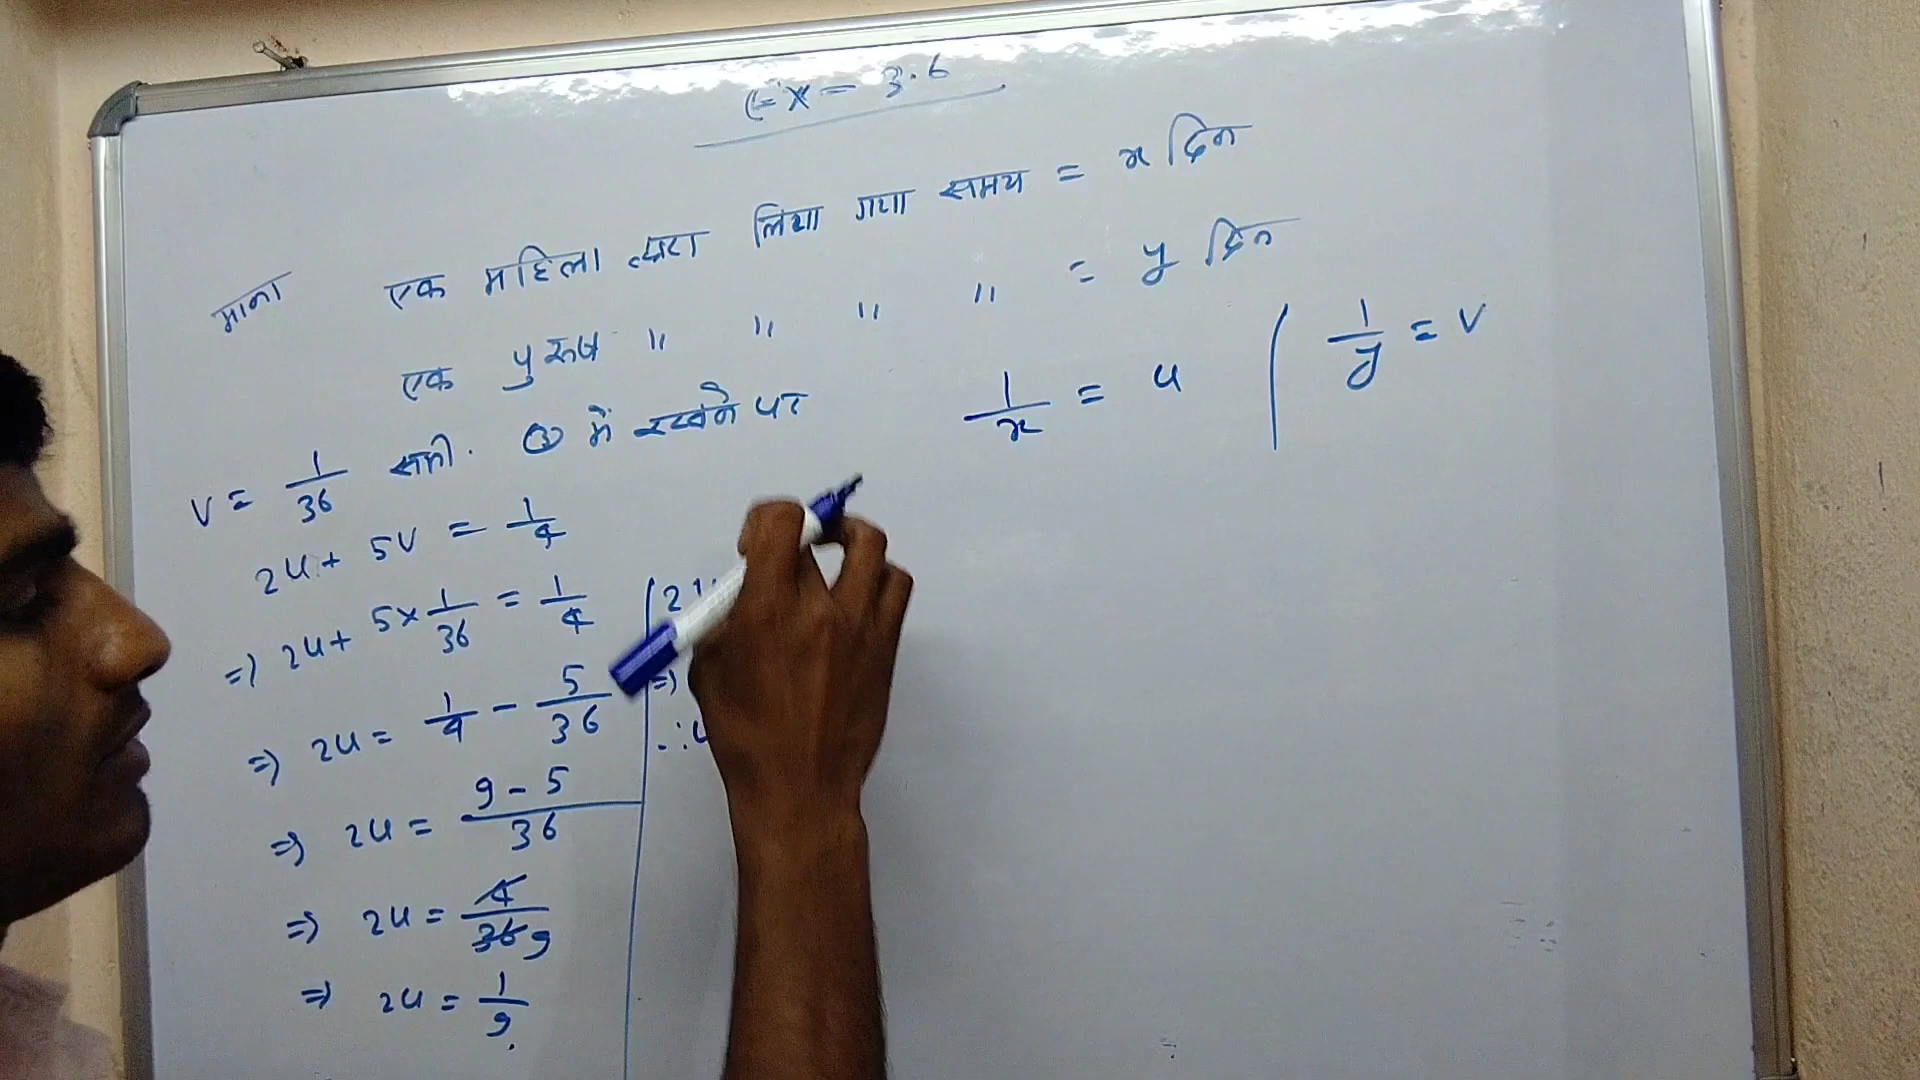 Ex = 3.6
माना एक महिला द्वारा लिया गया समय = x दिन
एक पुरूष " " " " = y दिन
v = 1/36 समी. ② में रखने पर
1/x = u | 1/y = v
2u + 5v = 1/4
=> 2u + 5×1/36 = 1/4
=> 2u = 1/4 - 5/36
=> 2u = 9-5/36
=> 2u = 4/36 9
=> 2u = 1/9
=>
∴ u